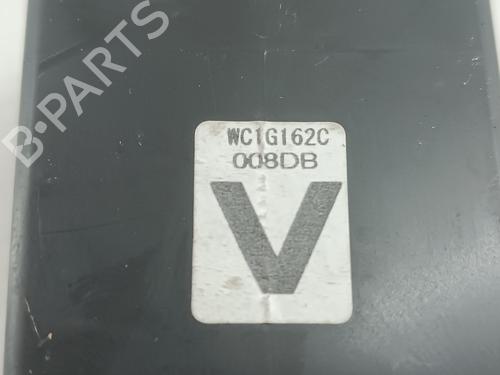 B-PARTS
WC1G162C
008DB
V